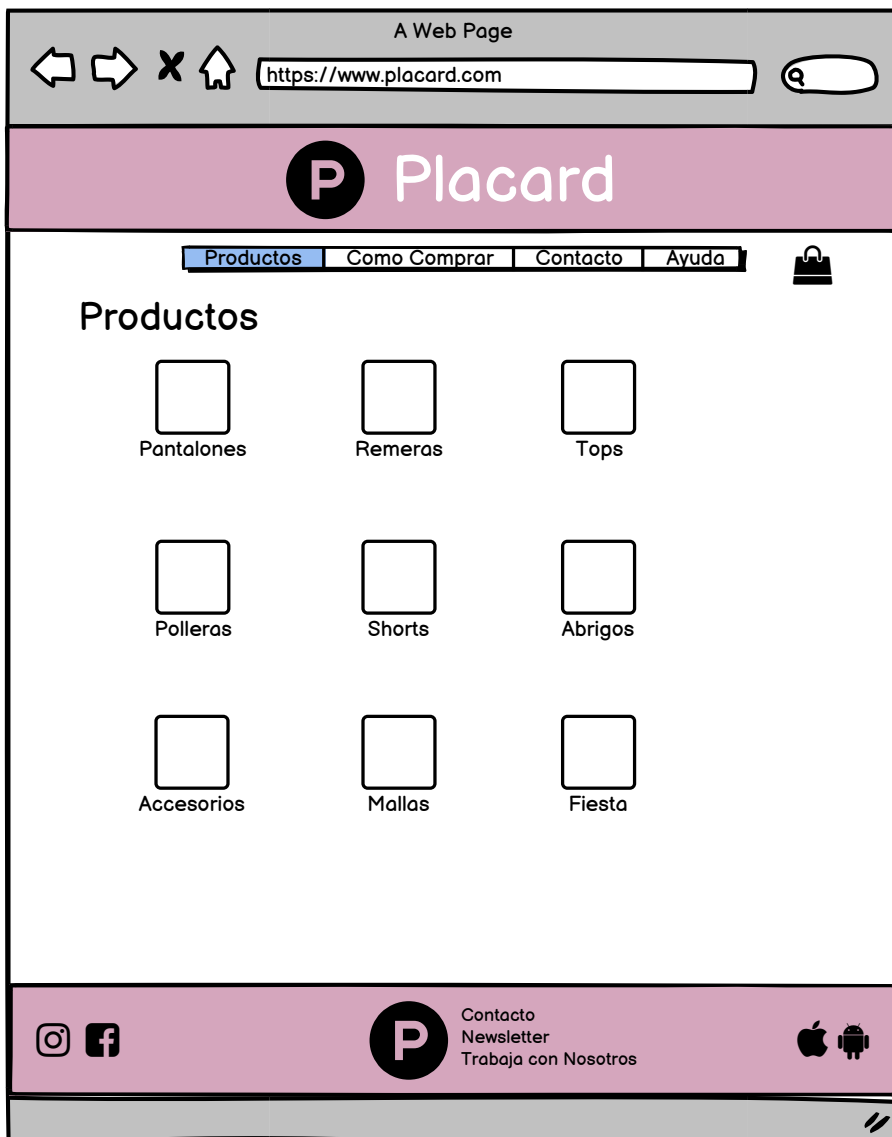 A Web Page
https://www.placard.com
P Placard
Productos Como Comprar Contacto Ayuda
Productos
Pantalones Remeras Tops
Polleras Shorts Abrigos
Accesorios Mallas Fiesta
P
Contacto
Newsletter
Trabaja con Nosotros